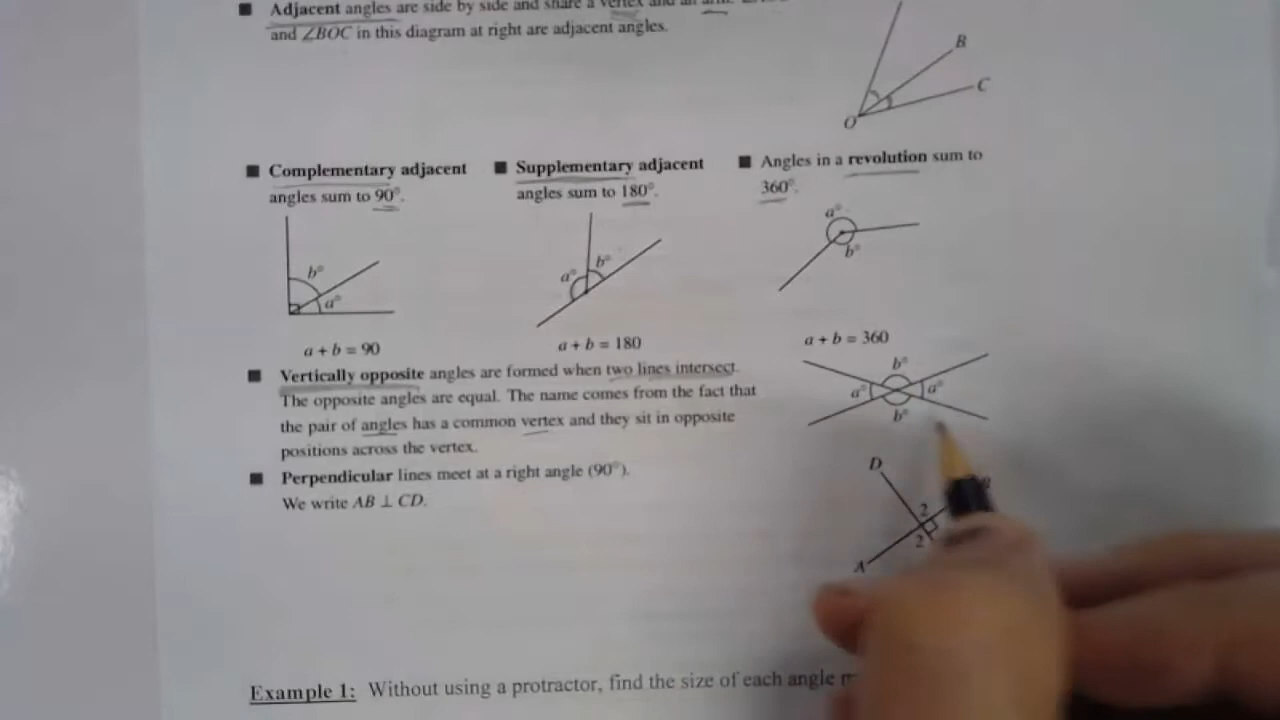 ■ Adjacent angles are side by side and share a vertex and an arm.
and ∠BOC in this diagram at right are adjacent angles.
B
C
O
■ Complementary adjacent
angles sum to 90°.
b°
a°
a + b = 90
■ Supplementary adjacent
angles sum to 180°.
a°
b°
a + b = 180
■ Angles in a revolution sum to
360°.
a°
b°
a + b = 360
■ Vertically opposite angles are formed when two lines intersect.
The opposite angles are equal. The name comes from the fact that
the pair of angles has a common vertex and they sit in opposite
positions across the vertex.
b°
a°
a°
b°
■ Perpendicular lines meet at a right angle (90°).
We write AB ⊥ CD.
D
2
2
A
Example 1: Without using a protractor, find the size of each angle